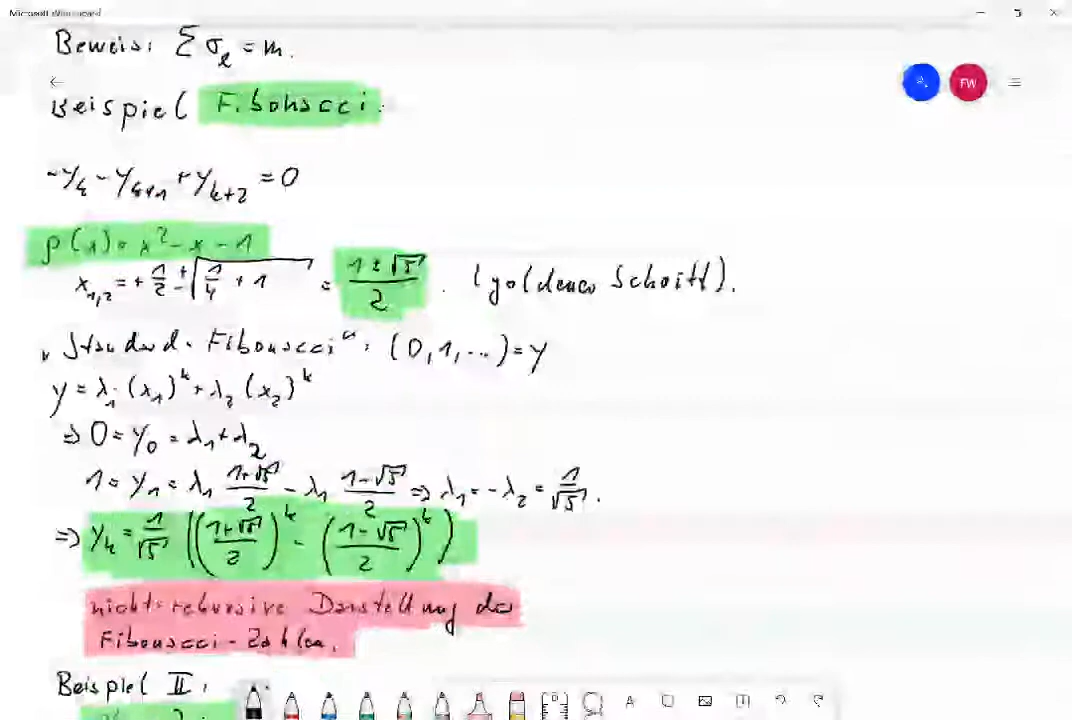 Microsoft Whiteboard
Beweis: Σ σ_l = m.
FW
Beispiel Fibonacci.
-y_k - y_{k+1} + y_{k+2} = 0
p(x) = x² - x - 1
x_{1,2} = + 1/2 ± √(1/4 + 1) = (1 ± √5)/2 . (goldener Schnitt).
"Standard-Fibonacci": (0, 1, ...) = y
y = λ_1 (x_1)^k + λ_2 (x_2)^k
⇒ 0 = y_0 = λ_1 + λ_2
1 = y_1 = λ_1 (1+√5)/2 - λ_1 (1-√5)/2 ⇒ λ_1 = -λ_2 = 1/√5.
⇒ y_k = 1/√5 (((1+√5)/2)^k - ((1-√5)/2)^k)
nicht-rekursive Darstellung der
Fibonacci-Zahlen.
Beispiel II: